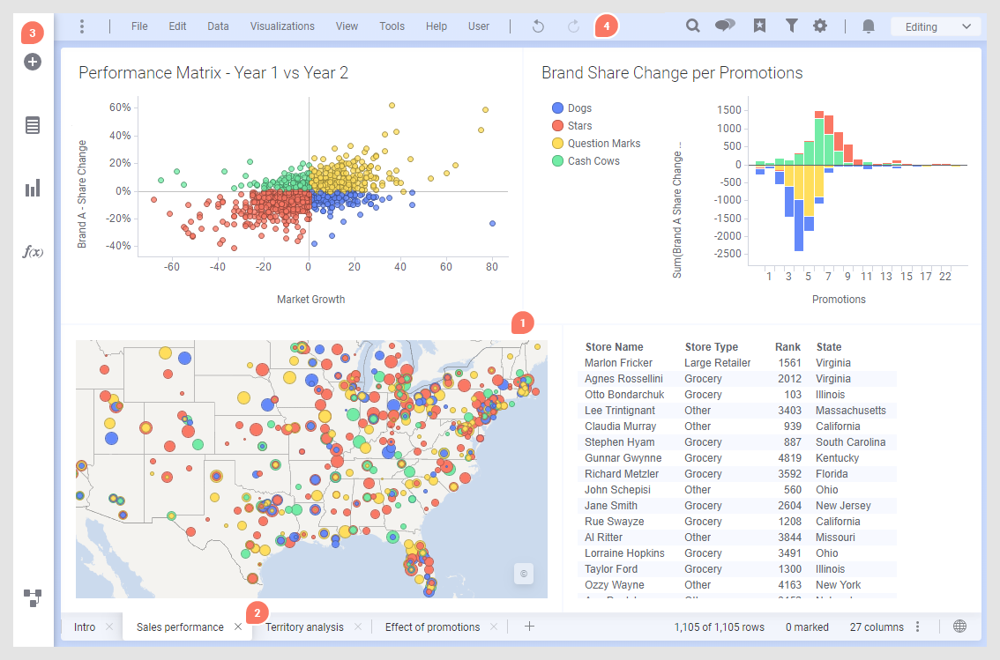 3
File Edit Data Visualizations View Tools Help User
4
Editing
f(x)
Performance Matrix - Year 1 vs Year 2
Brand A - Share Change
60%
40%
20%
0%
-20%
-40%
-60 -40 -20 0 20 40 60 80
Market Growth
Brand Share Change per Promotions
Dogs
Stars
Question Marks
Cash Cows
Sum(Brand A Share Change...
1500
1000
500
0
-500
-1000
-1500
-2000
-2500
1 3 5 7 9 11 13 15 17 22
Promotions
1
©
Store Name Store Type Rank State
Marlon Fricker Large Retailer 1561 Virginia
Agnes Rossellini Grocery 2012 Virginia
Otto Bondarchuk Grocery 103 Illinois
Lee Trintignant Other 3403 Massachusetts
Claudia Murray Other 939 California
Stephen Hyam Grocery 887 South Carolina
Gunnar Gwynne Grocery 4819 Kentucky
Richard Metzler Grocery 3592 Florida
John Schepisi Other 560 Ohio
Jane Smith Grocery 2604 New Jersey
Rue Swayze Grocery 1208 California
Al Ritter Other 3844 Missouri
Lorraine Hopkins Grocery 3491 Ohio
Taylor Ford Grocery 1300 Illinois
Ozzy Wayne Other 4163 New York
2
Intro Sales performance Territory analysis Effect of promotions 1,105 of 1,105 rows 0 marked 27 columns